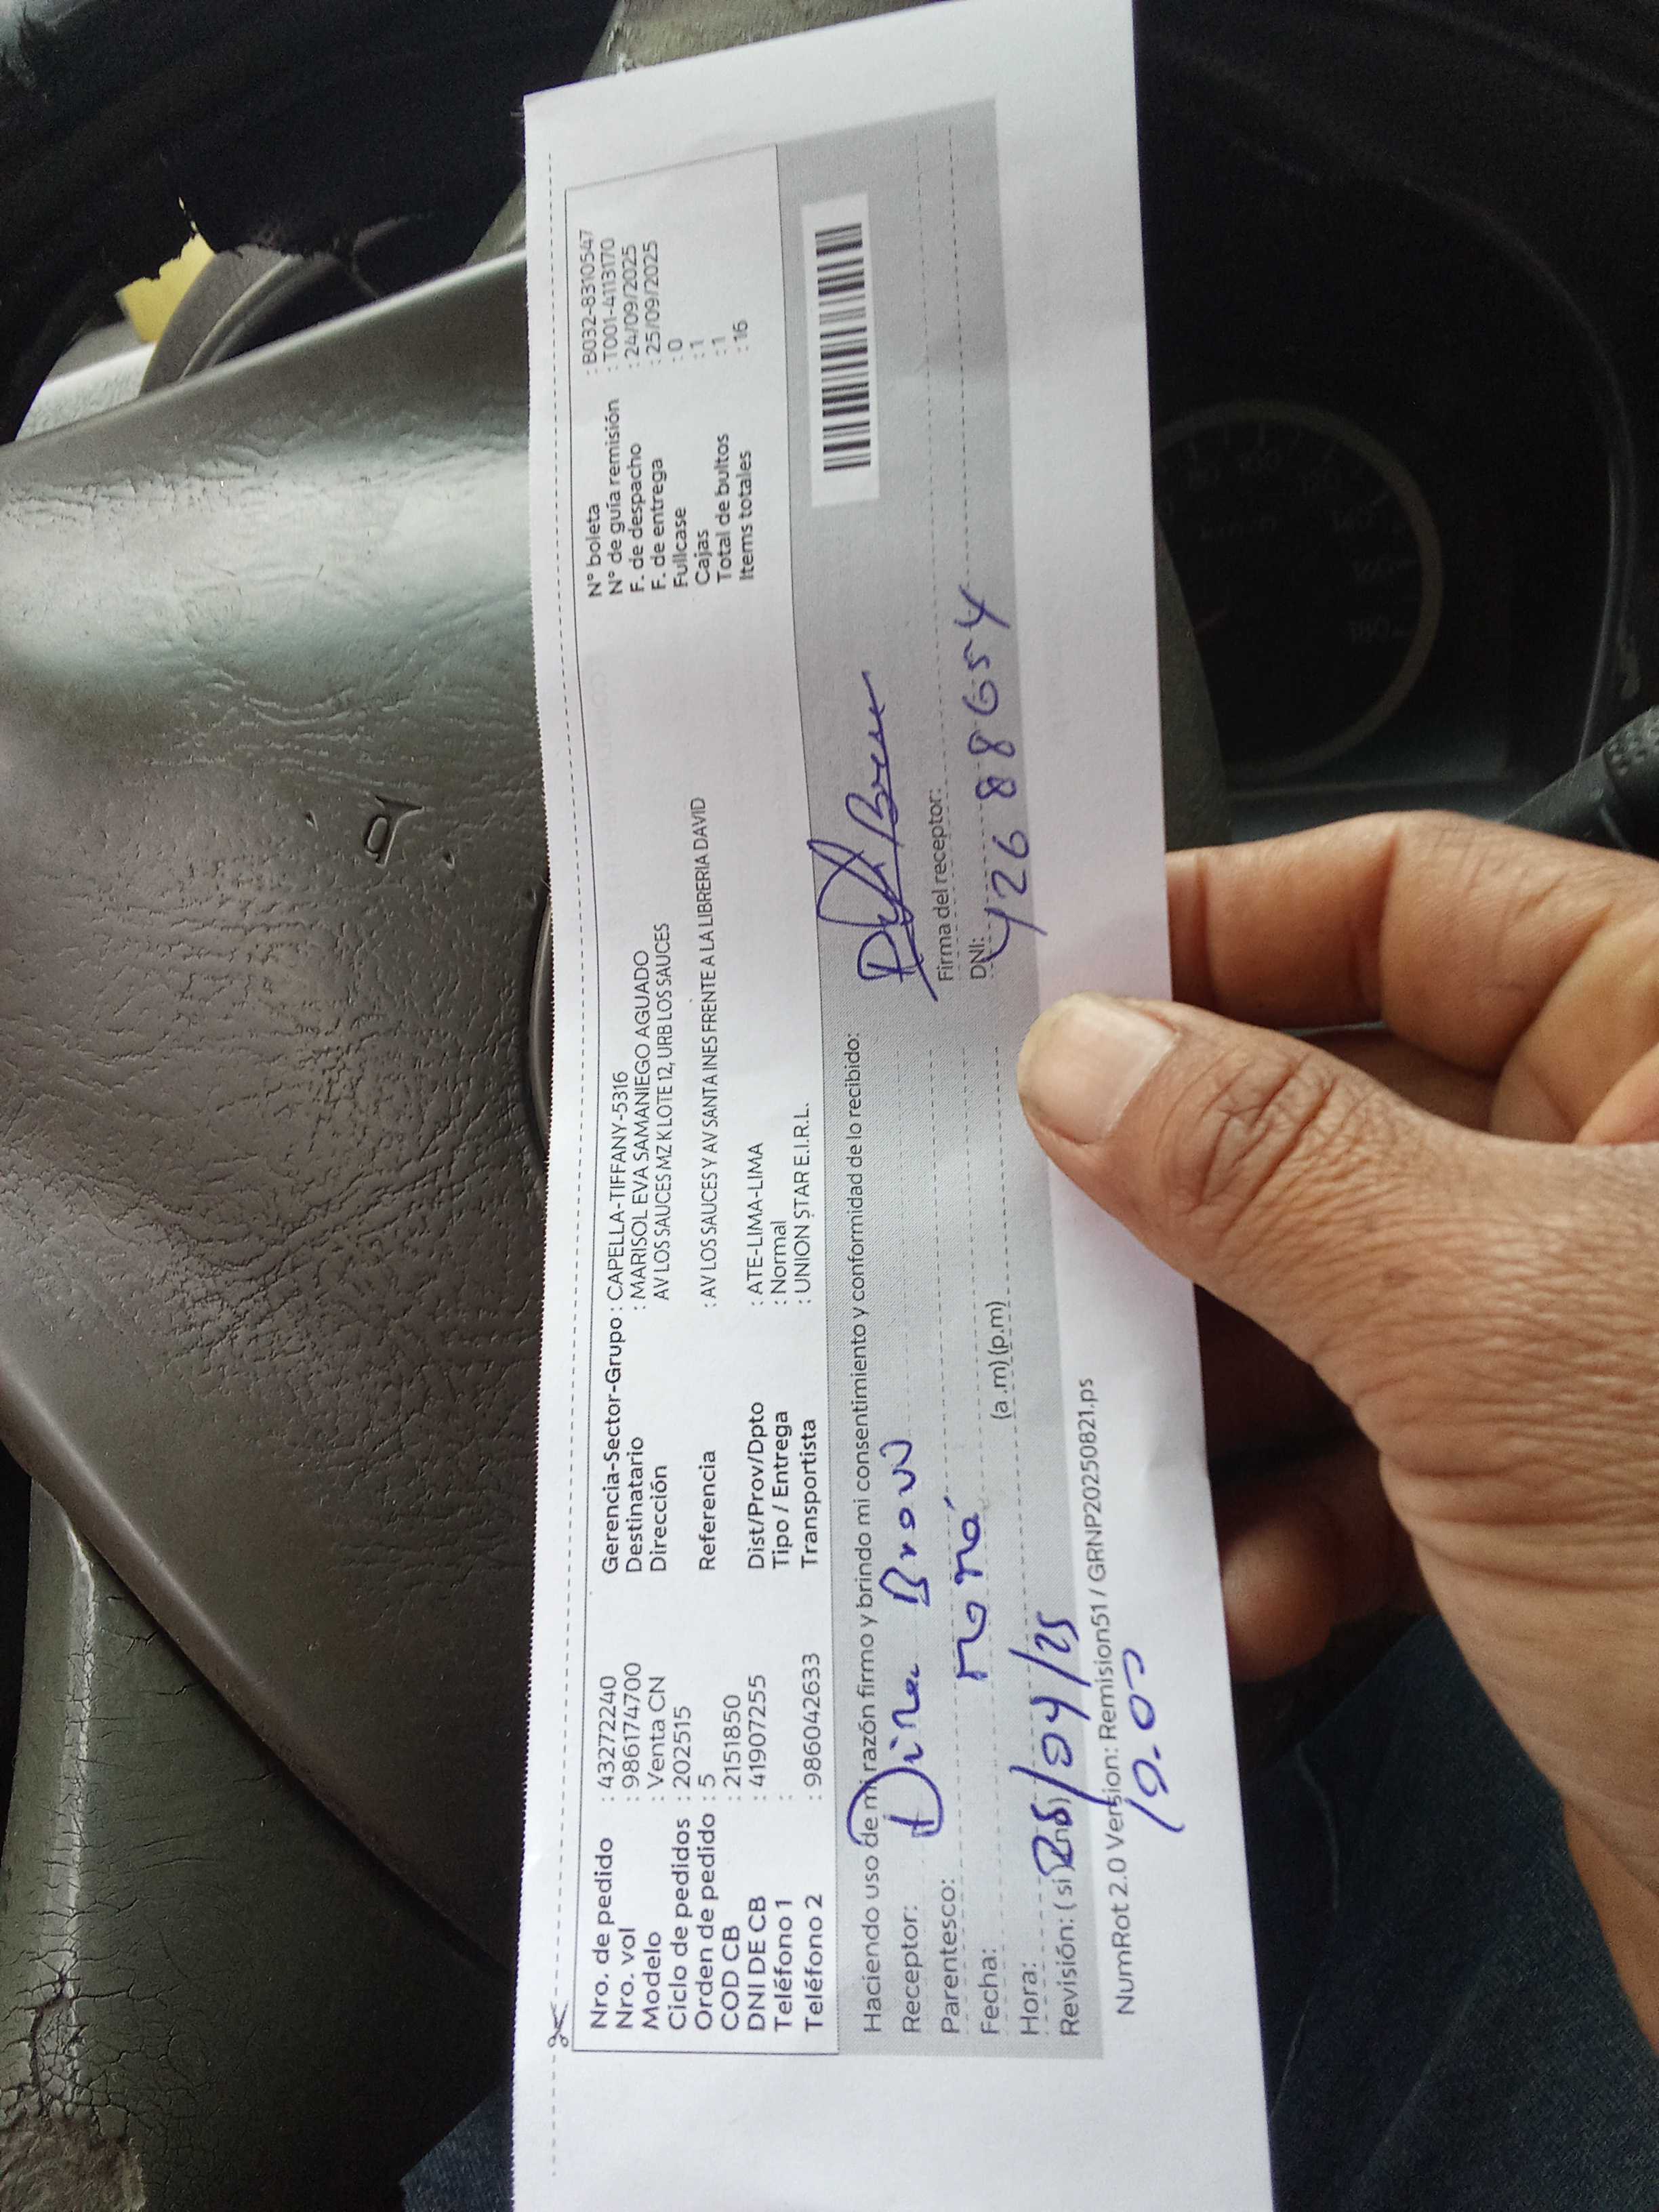 Nro. de pedido : 43272240
Nro. vol : 986174700
Modelo : Venta CN
Ciclo de pedidos : 202515
Orden de pedido : 5
COD CB : 2151850
DNI DE CB : 41907255
Teléfono 1 :
Teléfono 2 : 986042633
Gerencia-Sector-Grupo : CAPELLA-TIFFANY-5316
Destinatario : MARISOL EVA SAMANIEGO AGUADO
Dirección AV LOS SAUCES MZ K LOTE 12, URB LOS SAUCES
Referencia : AV LOS SAUCES Y AV SANTA INES FRENTE A LA LIBRERIA DAVID
Dist/Prov/Dpto : ATE-LIMA-LIMA
Tipo / Entrega : Normal
Transportista : UNION STAR E.I.R.L.
N° boleta : B032-8310547
N° de guía remisión : T001-4113170
F. de despacho : 24/09/2025
F. de entrega : 25/09/2025
Fullcase : 0
Cajas : 1
Total de bultos : 1
Items totales : 16
Haciendo uso de mi razón firmo y brindo mi consentimiento y conformidad de lo recibido:
Receptor:
Parentesco: mamá
Fecha: 25/09/25
Hora: (a.m) (p.m)
Revisión: ( si
10.00
Firma del receptor:
DNI: 42688654
NumRot 2.0 Version: Remision51 / GRNP20250821.ps